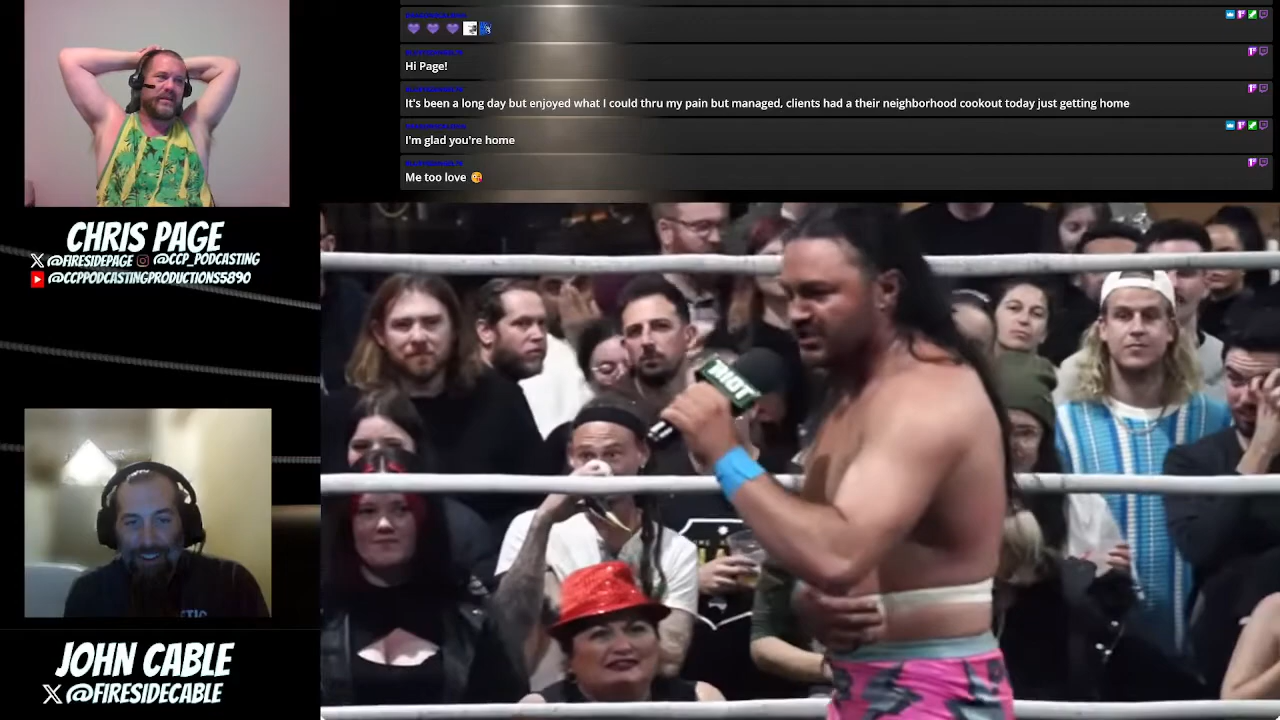 Hi Page!
It's been a long day but enjoyed what I could thru my pain but managed, clients had a their neighborhood cookout today just getting home
I'm glad you're home
Me too love
CHRIS PAGE
@FIRESIDEPAGE @CCP_PODCASTING
@CCPPODCASTINGPRODUCTIONS5890
RIOT
JOHN CABLE
@FIRESIDECABLE